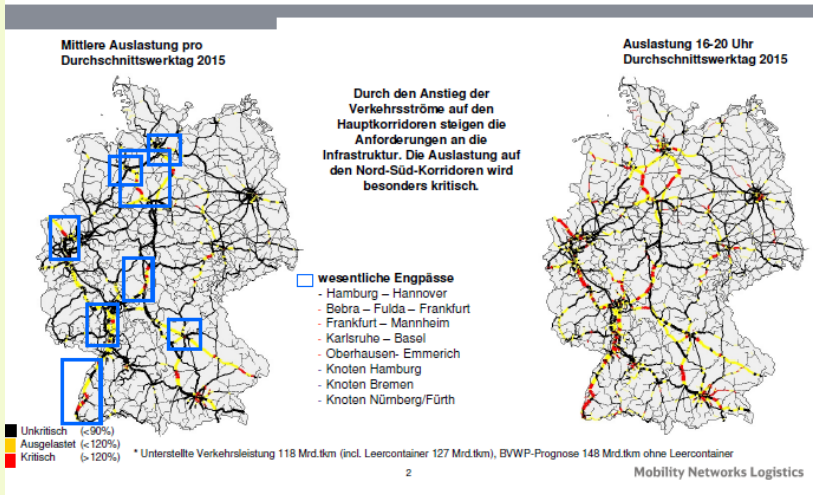 Mittlere Auslastung pro
Durchschnittswerktag 2015
Durch den Anstieg der
Verkehrsströme auf den
Hauptkorridoren steigen die
Anforderungen an die
Infrastruktur. Die Auslastung auf
den Nord-Süd-Korridoren wird
besonders kritisch.
Auslastung 16-20 Uhr
Durchschnittswerktag 2015
wesentliche Engpässe
- Hamburg – Hannover
- Bebra – Fulda – Frankfurt
- Frankfurt – Mannheim
- Karlsruhe – Basel
- Oberhausen- Emmerich
- Knoten Hamburg
- Knoten Bremen
- Knoten Nürnberg/Fürth
Unkritisch (<90%)
Ausgelastet (<120%)
Kritisch (>120%)
* Unterstellte Verkehrsleistung 118 Mrd.tkm (incl. Leercontainer 127 Mrd.tkm), BVWP-Prognose 148 Mrd.tkm ohne Leercontainer
2
Mobility Networks Logistics